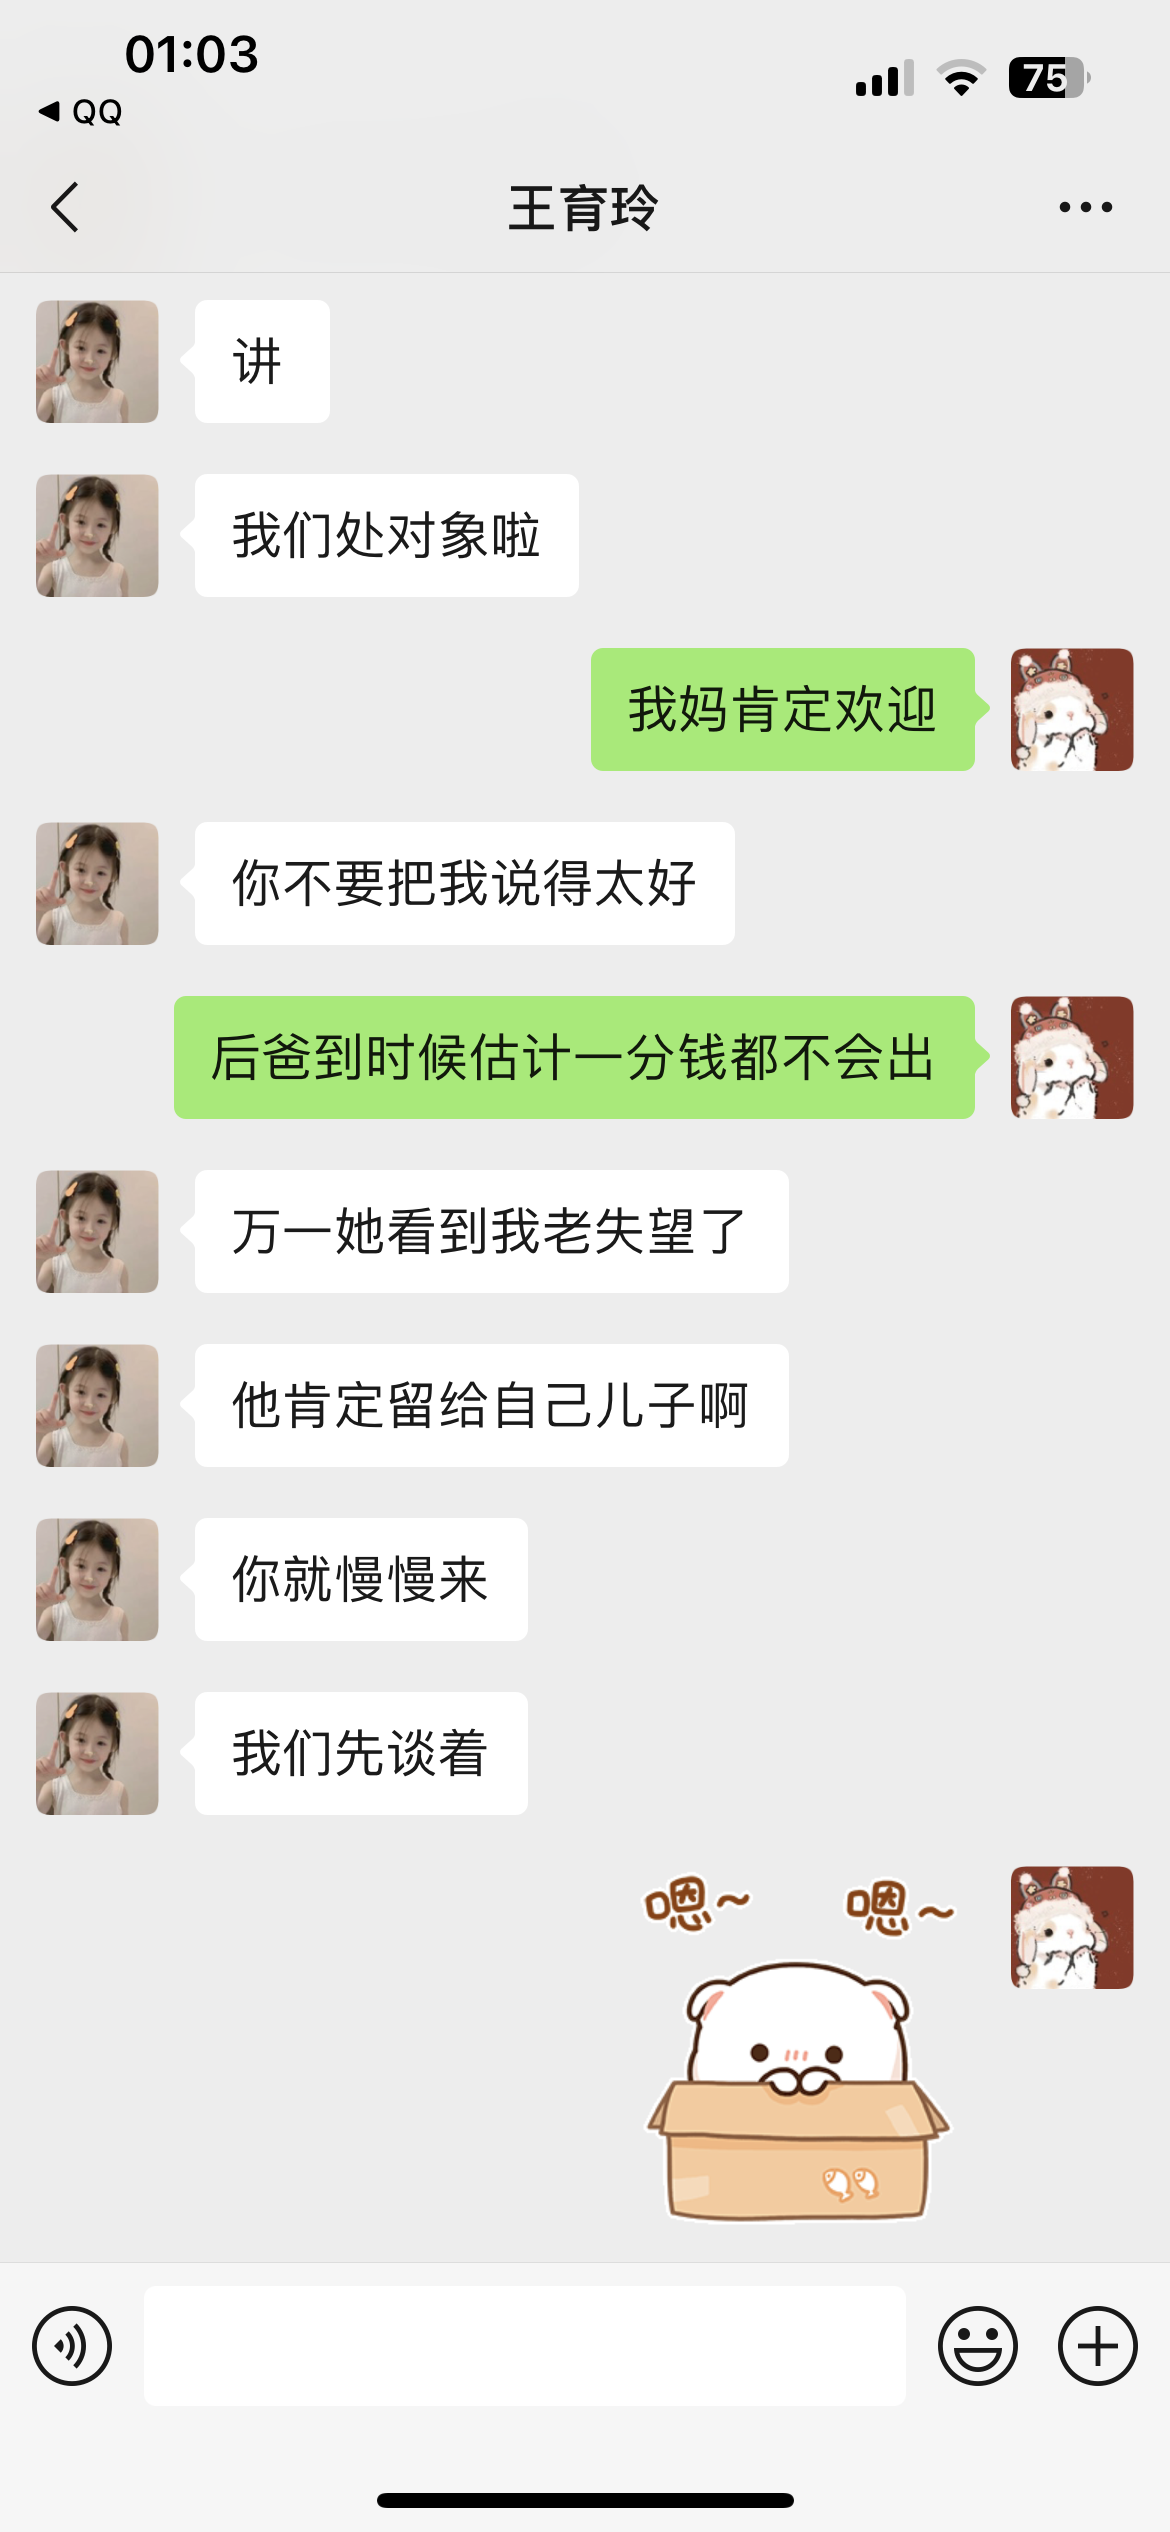 01:03
QQ
75
王育玲
讲
我们处对象啦
我妈肯定欢迎
你不要把我说得太好
后爸到时候估计一分钱都不会出
万一她看到我老失望了
他肯定留给自己儿子啊
你就慢慢来
我们先谈着
嗯~ 嗯~